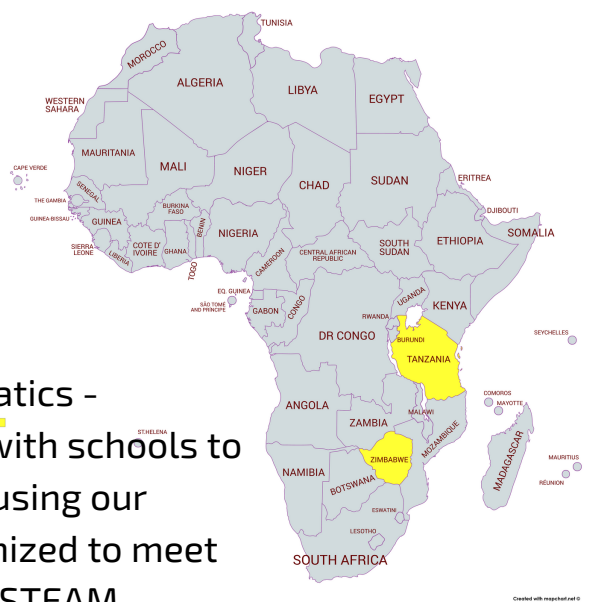 TUNISIA
MOROCCO
ALGERIA
LIBYA
EGYPT
WESTERN
SAHARA
MAURITANIA
MALI
NIGER
CHAD
SUDAN
ERITREA
CAPE VERDE
SENEGAL
THE GAMBIA
GUINEA-BISSAU
GUINEA
BURKINA
FASO
BENIN
NIGERIA
DJIBOUTI
SOMALIA
ETHIOPIA
SOUTH
SUDAN
CENTRAL AFRICAN
REPUBLIC
CAMEROON
SIERRA
LEONE
LIBERIA
COTE D'
IVOIRE
GHANA
TOGO
EQ. GUINEA
SÃO TOMÉ
AND PRÍNCIPE
GABON
CONGO
DR CONGO
UGANDA
KENYA
RWANDA
BURUNDI
TANZANIA
SEYCHELLES
COMOROS
MAYOTTE
ANGOLA
ZAMBIA
MALAWI
MOZAMBIQUE
MADAGASCAR
MAURITIUS
RÉUNION
ST.HELENA
ZIMBABWE
NAMIBIA
BOTSWANA
ESWATINI
LESOTHO
SOUTH AFRICA
atics -
with schools to
using our
nized to meet
STEAM
Created with mapchart.net ©